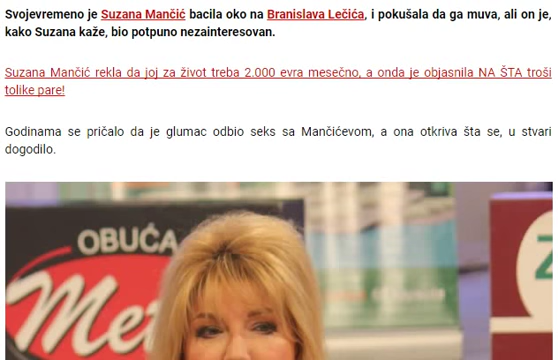 Svojevremeno je Suzana Mančić bacila oko na Branislava Lečića, i pokušala da ga muva, ali on je,
kako Suzana kaže, bio potpuno nezainteresovan.
Suzana Mančić rekla da joj za život treba 2.000 evra mesečno, a onda je objasnila NA ŠTA troši
tolike pare!
Godinama se pričalo da je glumac odbio seks sa Mančićevom, a ona otkriva šta se, u stvari
dogodilo.
OBUĆA
Met